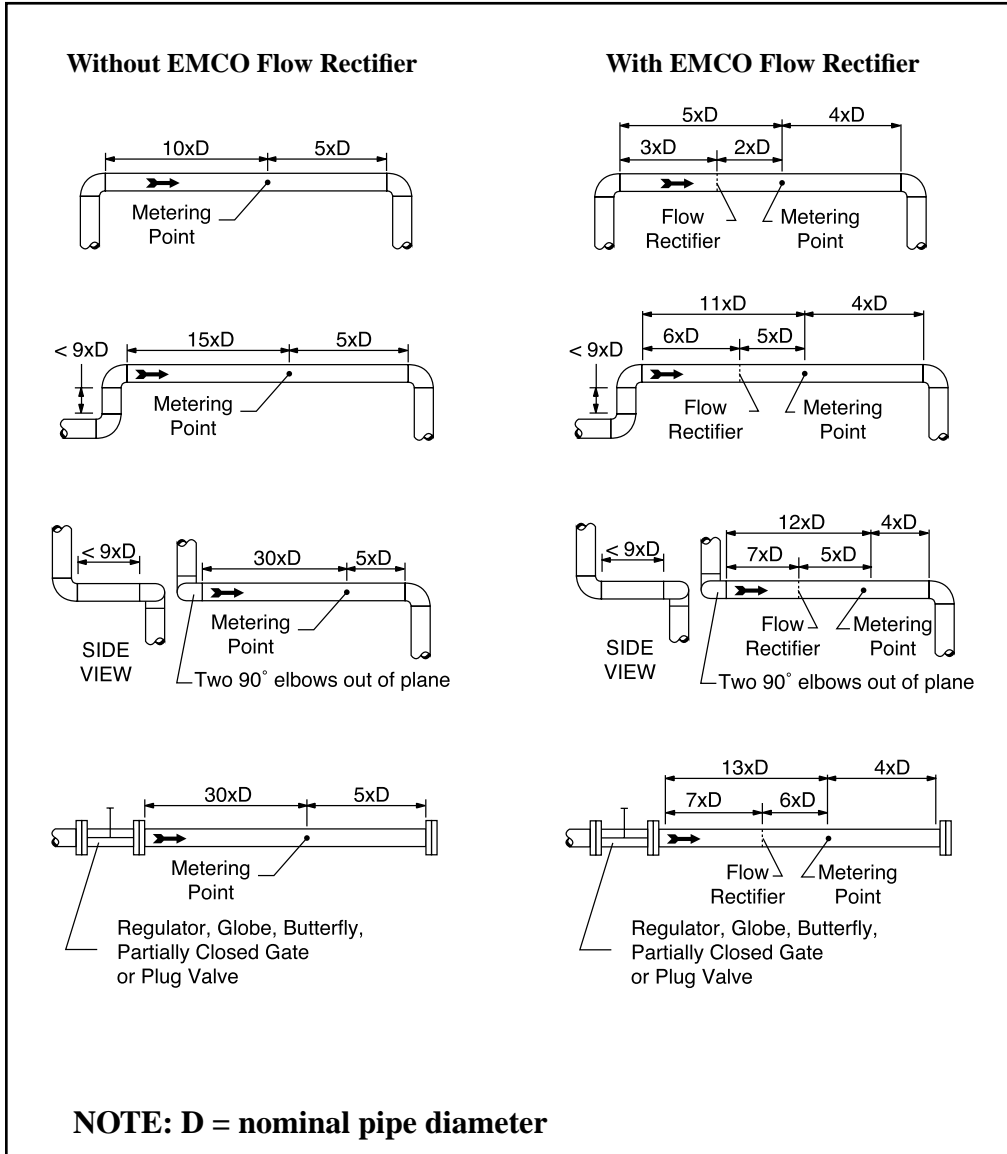 Without EMCO Flow Rectifier
10xD
5xD
Metering
Point
< 9xD
15xD
5xD
Metering
Point
< 9xD
30xD
5xD
Metering
Point
SIDE
VIEW
Two 90° elbows out of plane
30xD
5xD
Metering
Point
Regulator, Globe, Butterfly,
Partially Closed Gate
or Plug Valve
With EMCO Flow Rectifier
5xD
4xD
3xD
2xD
Flow
Rectifier
Metering
Point
11xD
4xD
< 9xD
6xD
5xD
Flow
Rectifier
Metering
Point
12xD
4xD
< 9xD
7xD
5xD
Flow
Rectifier
Metering
Point
SIDE
VIEW
Two 90° elbows out of plane
13xD
4xD
7xD
6xD
Flow
Rectifier
Metering
Point
Regulator, Globe, Butterfly,
Partially Closed Gate
or Plug Valve
NOTE: D = nominal pipe diameter